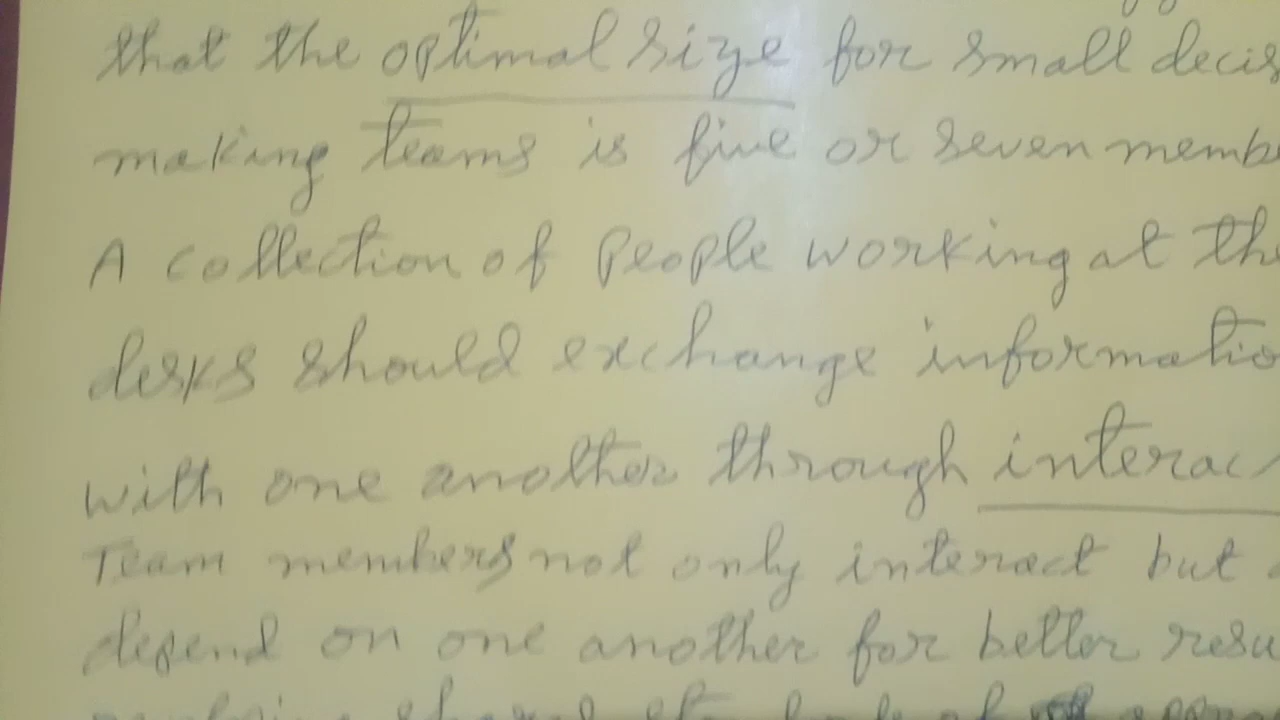 that the optimal size for small decis
making teams is five or seven membe
A collection of People working at the
desks should exchange informatio
with one another through interac
Team members not only interact but a
depend on one another for better resu
shared of